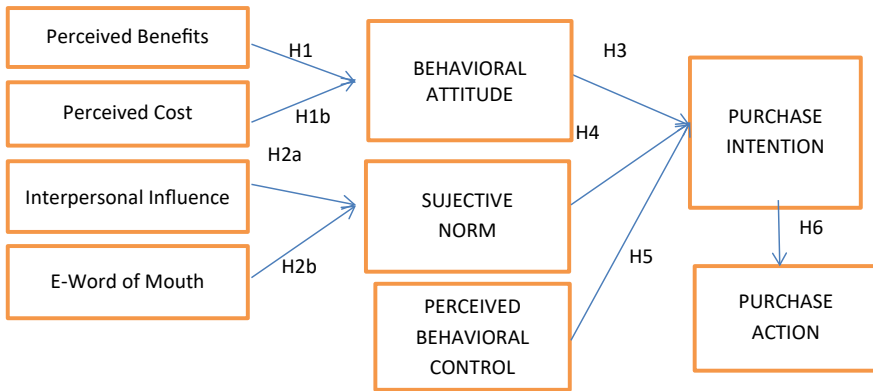 Perceived Benefits
H1
Perceived Cost
H1b
Interpersonal Influence
H2a
E-Word of Mouth
H2b
BEHAVIORAL
ATTITUDE
H3
SUJECTIVE
NORM
H4
PERCEIVED
BEHAVIORAL
CONTROL
H5
PURCHASE
INTENTION
H6
PURCHASE
ACTION